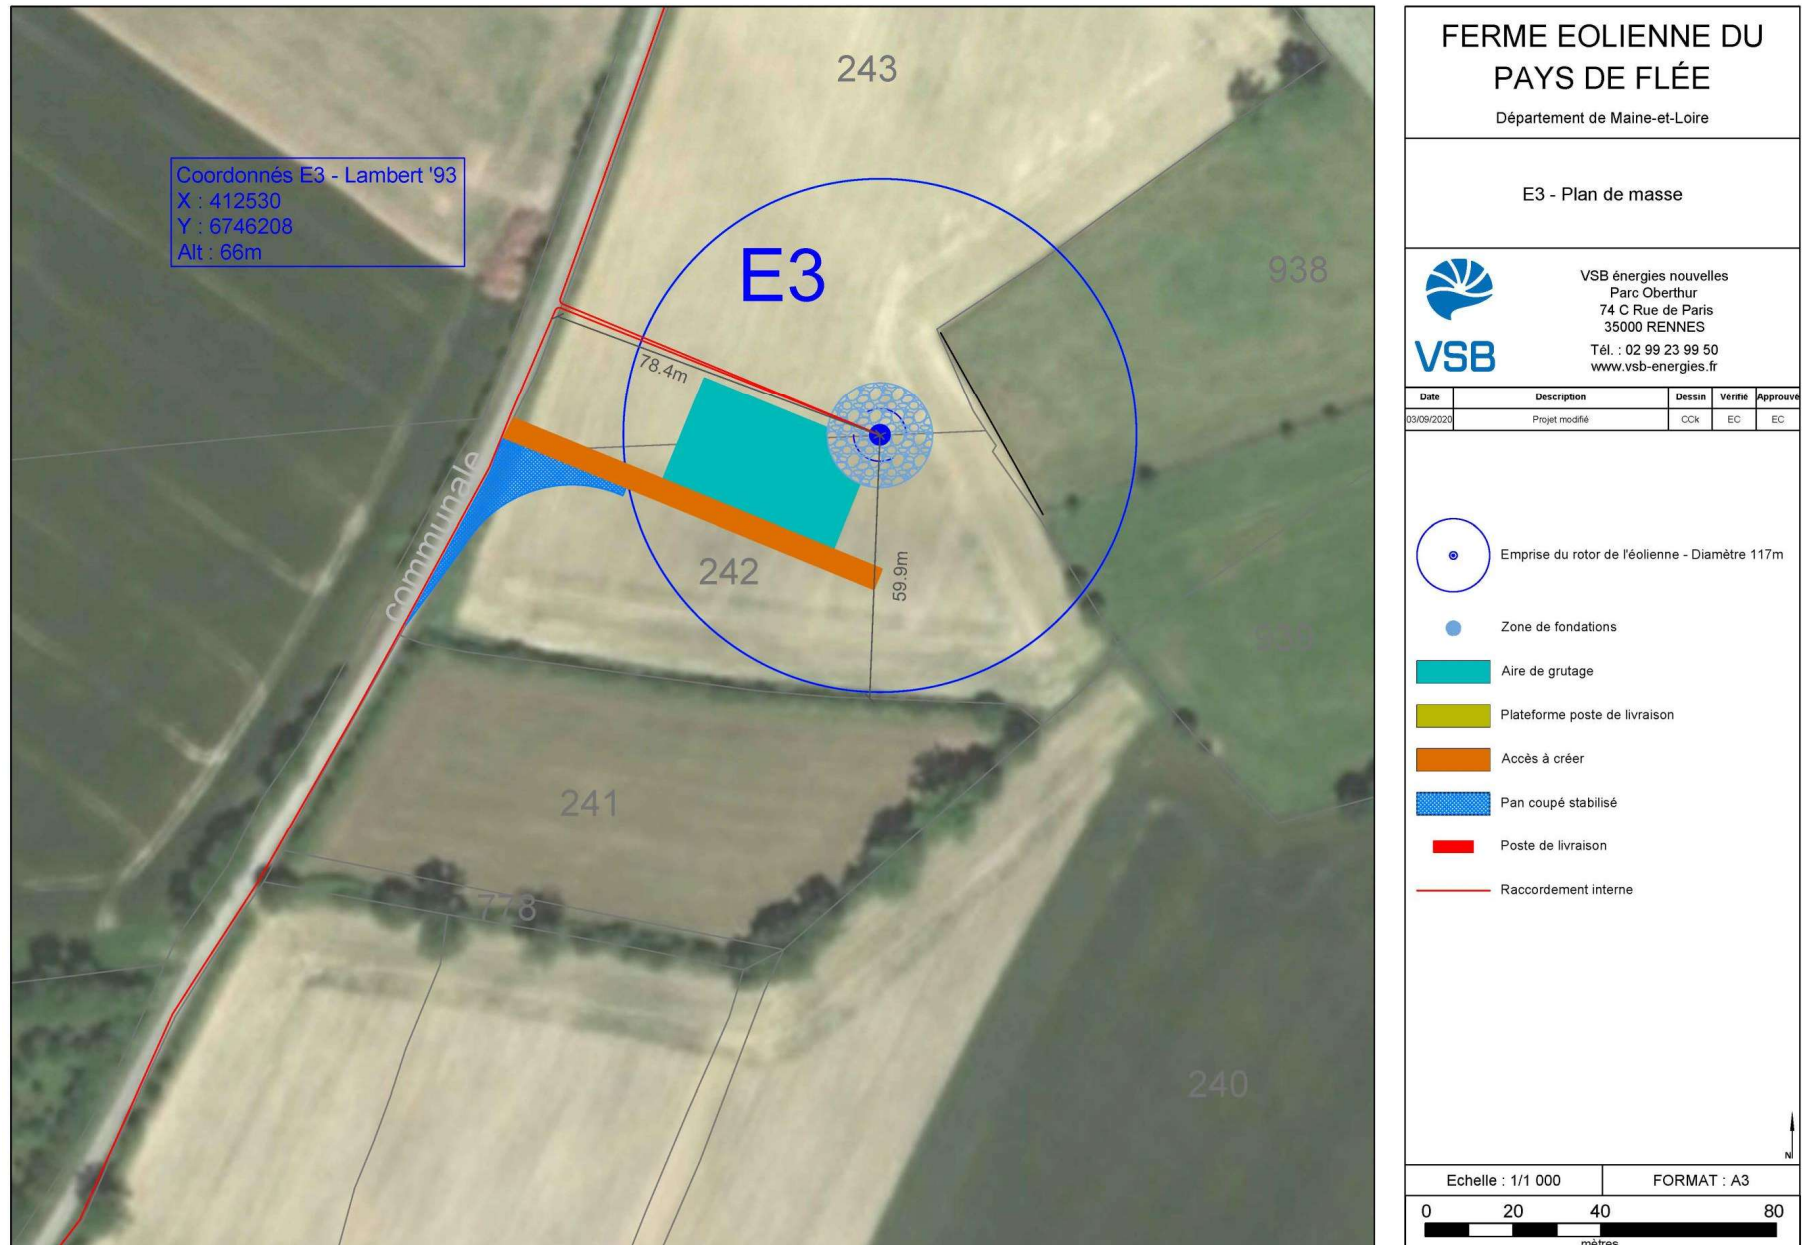 243
Coordonnés E3 - Lambert '93
X : 412530
Y : 6746208
Alt : 66m
E3
938
78.4m
communale
242
59.9m
241
778
240
FERME EOLIENNE DU
PAYS DE FLÉE
Département de Maine-et-Loire
E3 - Plan de masse
VSB
VSB énergies nouvelles
Parc Oberthur
74 C Rue de Paris
35000 RENNES
Tél. : 02 99 23 99 50
www.vsb-energies.fr
Date Description Dessin Vérifié Approuvé
03/09/2020 Projet modifié CCk EC EC
Emprise du rotor de l'éolienne - Diamètre 117m
Zone de fondations
Aire de grutage
Plateforme poste de livraison
Accès à créer
Pan coupé stabilisé
Poste de livraison
Raccordement interne
N
Echelle : 1/1 000 FORMAT : A3
0 20 40 80
mètres